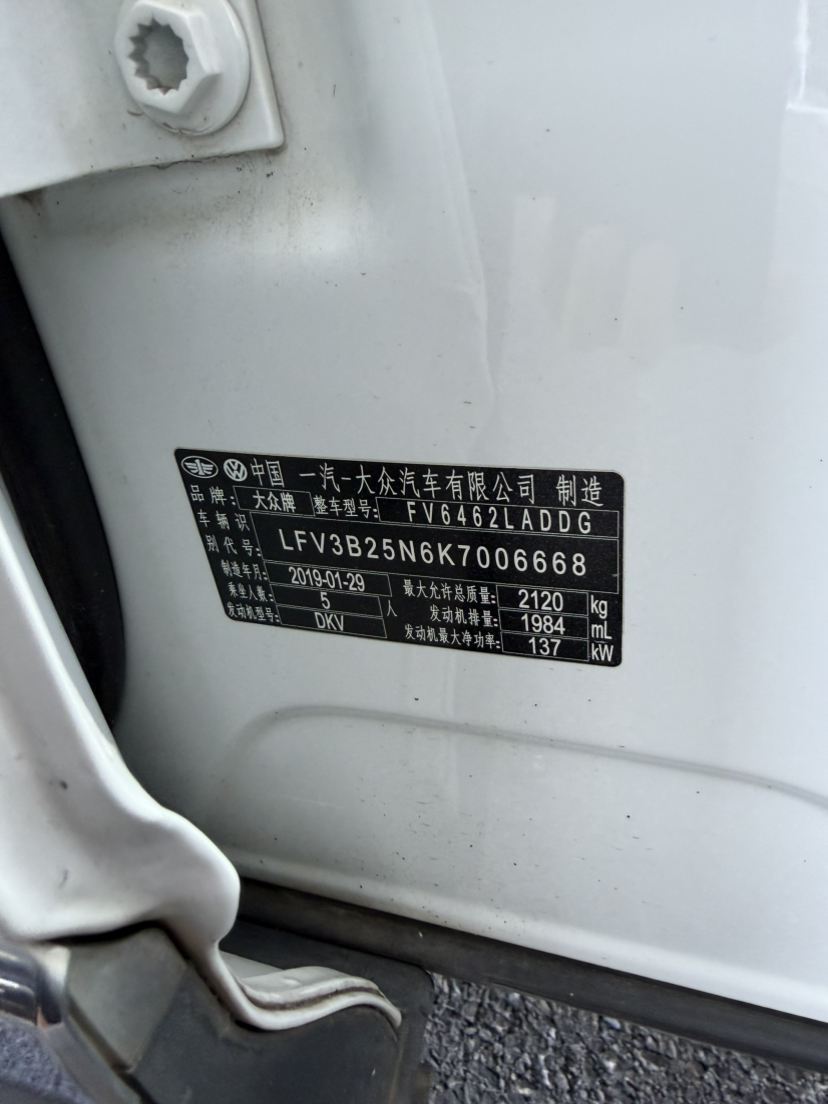 中国 一汽-大众汽车有限公司 制造
品牌: 大众牌 整车型号: FV6462LADDG
车辆识别代号: LFV3B25N6K7006668
制造年月: 2019-01-29 最大允许总质量: 2120 kg
乘坐人数: 5 人 发动机排量: 1984 mL
发动机型号: DKV 发动机最大净功率: 137 kW